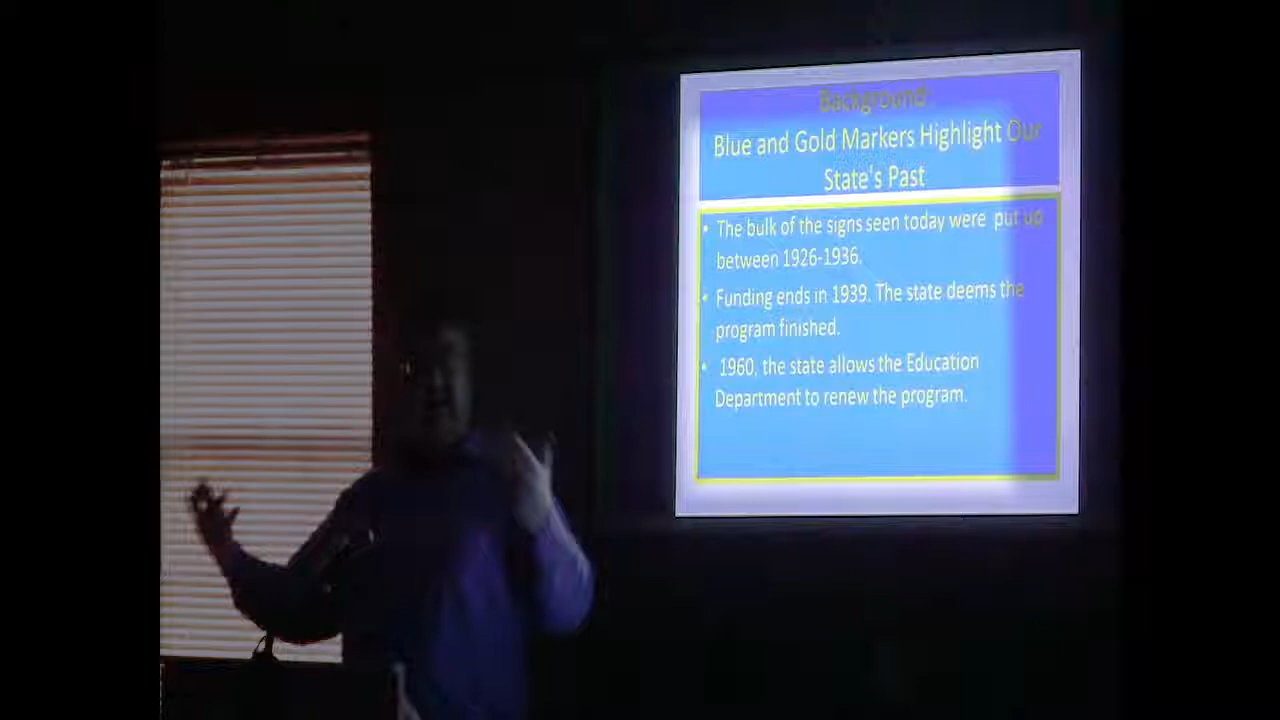 Background:
Blue and Gold Markers Highlight Our
State's Past
• The bulk of the signs seen today were put up
between 1926-1936.
• Funding ends in 1939. The state deems the
program finished.
• 1960, the state allows the Education
Department to renew the program.